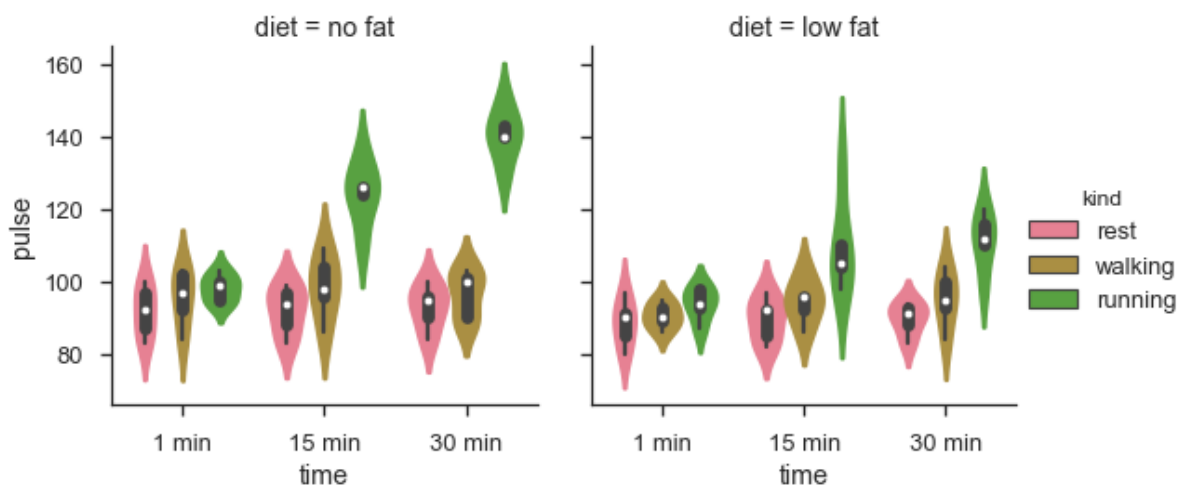 diet = no fat
diet = low fat
160
140
120
100
80
pulse
1 min
15 min
30 min
time
1 min
15 min
30 min
time
kind
rest
walking
running